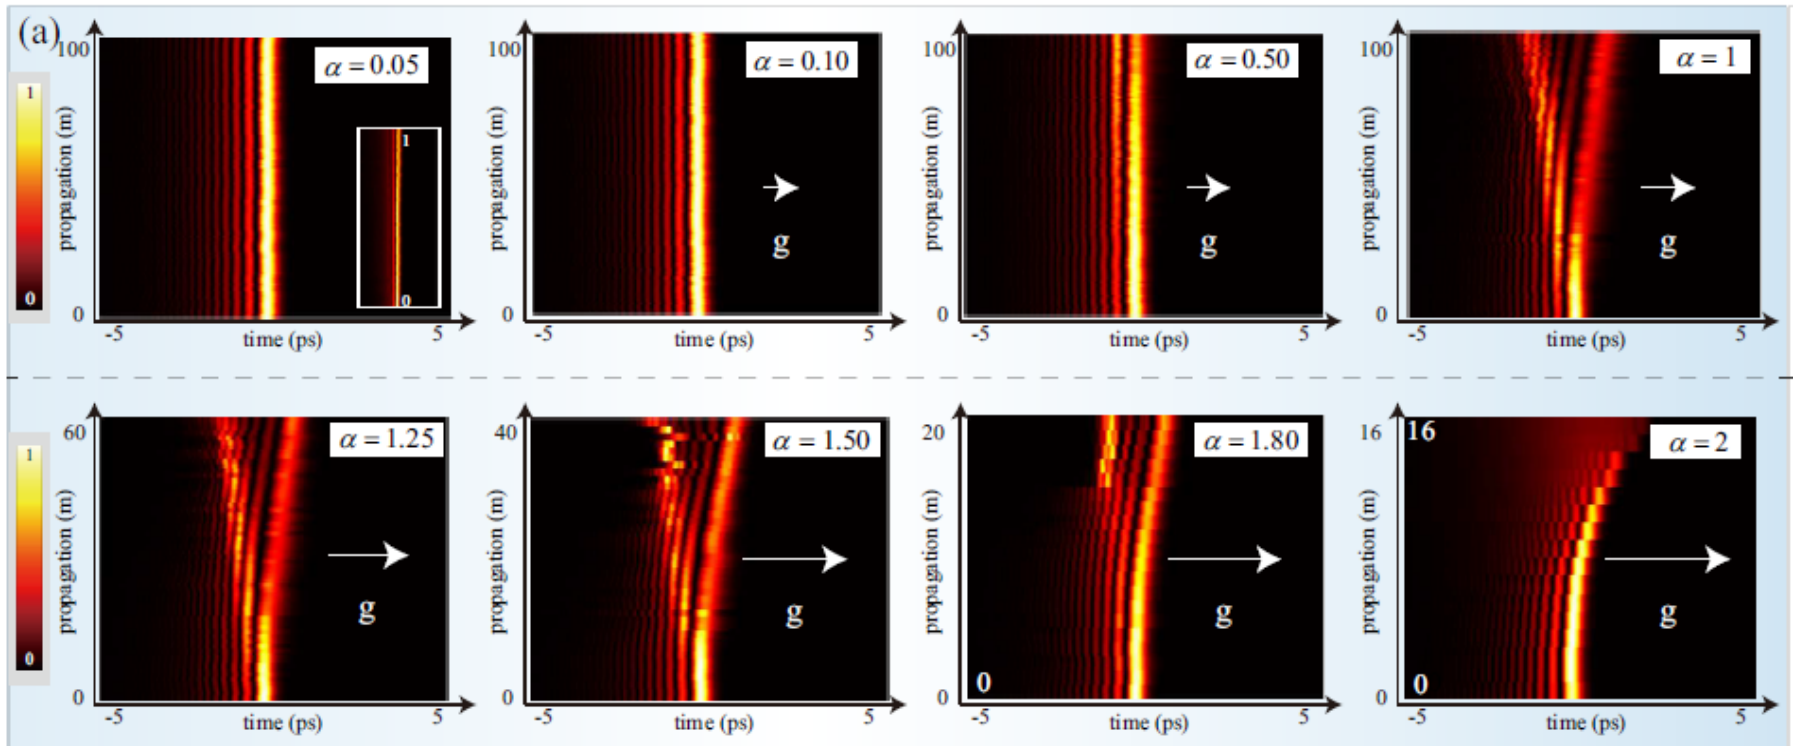 (a)
1
0
100
0
propagation (m)
α = 0.05
1
0
-5
5
time (ps)
100
0
propagation (m)
α = 0.10
g
-5
5
time (ps)
100
0
propagation (m)
α = 0.50
g
-5
5
time (ps)
100
0
propagation (m)
α = 1
g
-5
5
time (ps)
1
0
60
0
propagation (m)
α = 1.25
g
-5
5
time (ps)
40
0
propagation (m)
α = 1.50
g
-5
5
time (ps)
20
0
propagation (m)
α = 1.80
g
0
-5
5
time (ps)
16
0
propagation (m)
16
α = 2
g
0
-5
5
time (ps)